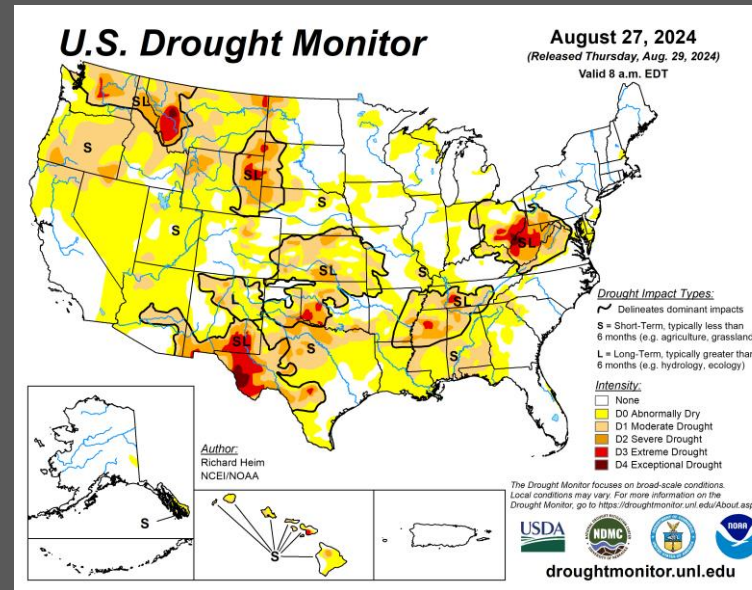 U.S. Drought Monitor
August 27, 2024
(Released Thursday, Aug. 29, 2024)
Valid 8 a.m. EDT
SL
S
SL
S
S
SL
S
SL
L
SL
S
SL
S
SL
S
Drought Impact Types:
Delineates dominant impacts
S = Short-Term, typically less than
6 months (e.g. agriculture, grassland
L = Long-Term, typically greater than
6 months (e.g. hydrology, ecology)
Intensity:
None
D0 Abnormally Dry
D1 Moderate Drought
D2 Severe Drought
D3 Extreme Drought
D4 Exceptional Drought
Author:
Richard Heim
NCEI/NOAA
S
S
The Drought Monitor focuses on broad-scale conditions.
Local conditions may vary. For more information on the
Drought Monitor, go to https://droughtmonitor.unl.edu/About.asp
USDA
NDMC
NOAA
droughtmonitor.unl.edu